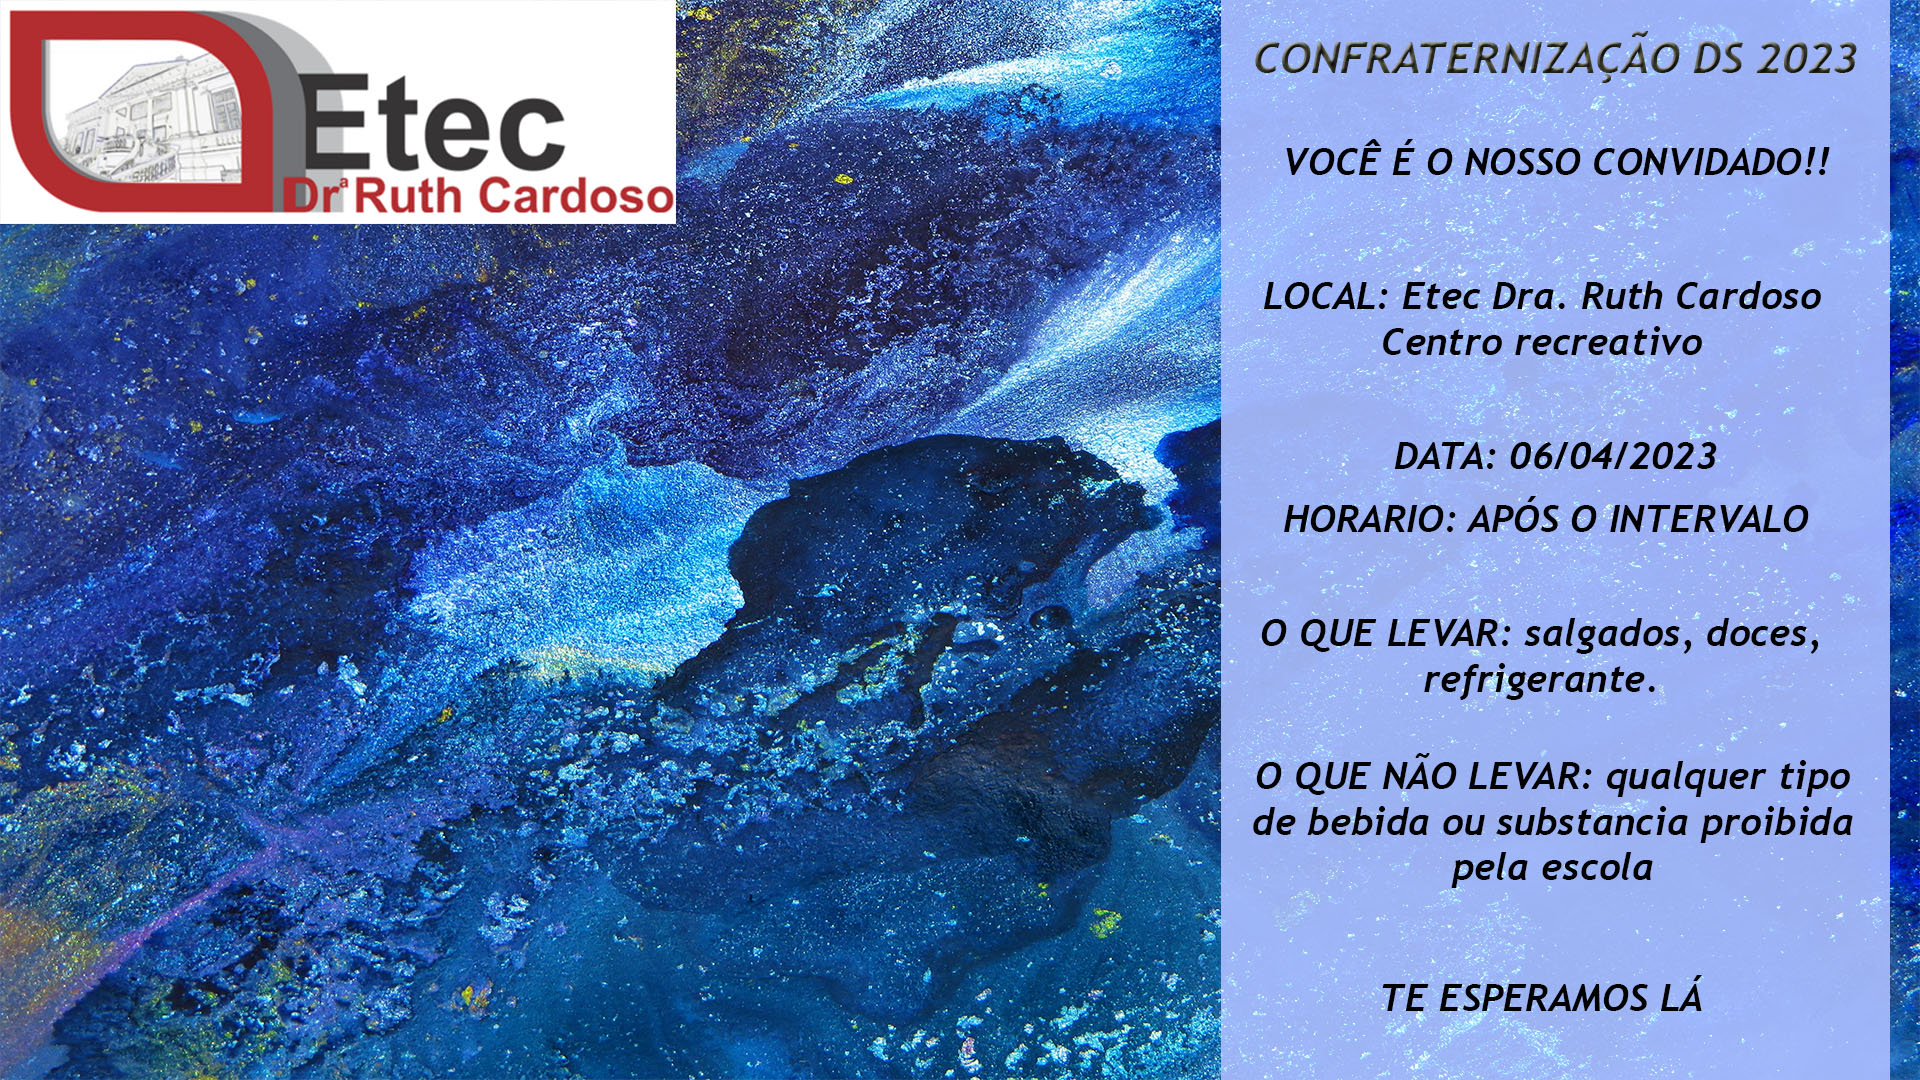 Etec
Drª Ruth Cardoso
CONFRATERNIZAÇÃO DS 2023
VOCÊ É O NOSSO CONVIDADO!!
LOCAL: Etec Dra. Ruth Cardoso
Centro recreativo
DATA: 06/04/2023
HORARIO: APÓS O INTERVALO
O QUE LEVAR: salgados, doces,
refrigerante.
O QUE NÃO LEVAR: qualquer tipo
de bebida ou substancia proibida
pela escola
TE ESPERAMOS LÁ